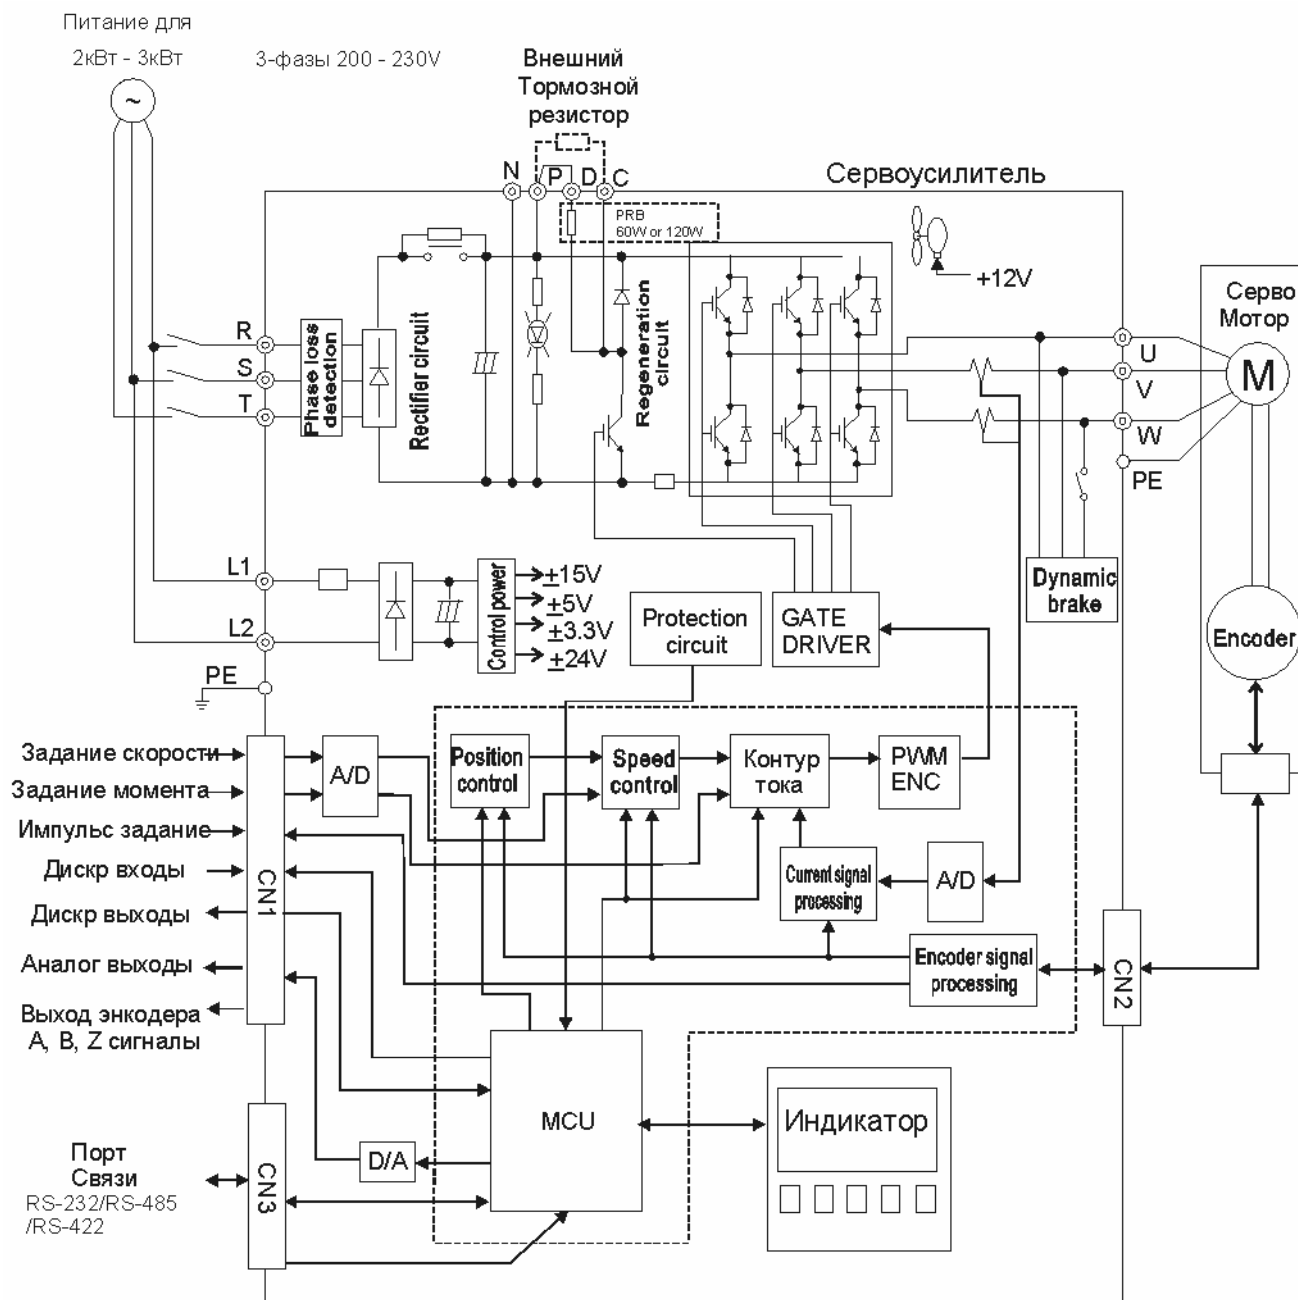 Питание для
2кВт - 3кВт
3-фазы 200 - 230V
Внешний
Тормозной
резистор
~
N
P
D
C
Сервоусилитель
PRB
60W or 120W
+12V
Серво
Мотор
R
S
T
Phase loss
detection
Rectifier circuit
Regeneration
circuit
U
V
W
PE
M
L1
L2
PE
Control power
±15V
±5V
±3.3V
±24V
Protection
circuit
GATE
DRIVER
Dynamic
brake
Encoder
Задание скорости
Задание момента
Импульс задание
Дискр входы
Дискр выходы
Аналог выходы
Выход энкодера
A, B, Z сигналы
CN1
A/D
Position
control
Speed
control
Контур
тока
PWM
ENC
Current signal
processing
A/D
Encoder signal
processing
CN2
MCU
D/A
Индикатор
Порт
Связи
RS-232/RS-485
/RS-422
CN3